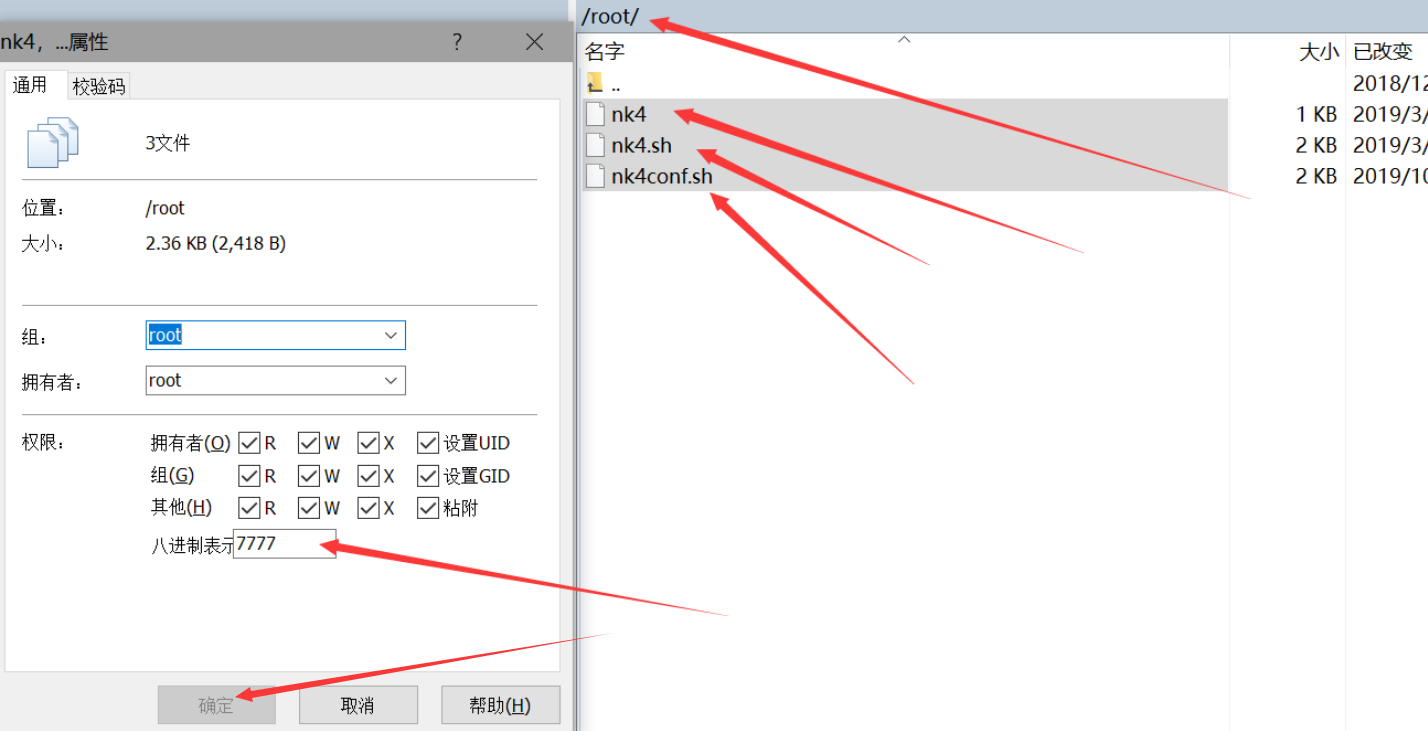 nk4，...属性
?
通用
校验码
3文件
位置：
/root
大小：
2.36 KB (2,418 B)
组：
root
拥有者：
root
权限：
拥有者(O) R W X 设置UID
组(G) R W X 设置GID
其他(H) R W X 粘附
八进制表示 7777
确定
取消
帮助(H)
/root/
名字 大小 已改变
.. 2018/12
nk4 1 KB 2019/3/
nk4.sh 2 KB 2019/3/
nk4conf.sh 2 KB 2019/10